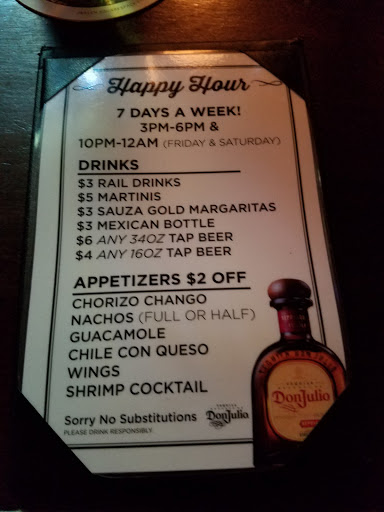 Happy Hour
7 DAYS A WEEK!
3PM-6PM &
10PM-12AM (FRIDAY & SATURDAY)
DRINKS
$3 RAIL DRINKS
$5 MARTINIS
$3 SAUZA GOLD MARGARITAS
$3 MEXICAN BOTTLE
$6 ANY 34OZ TAP BEER
$4 ANY 16OZ TAP BEER
APPETIZERS $2 OFF
CHORIZO CHANGO
NACHOS (FULL OR HALF)
GUACAMOLE
CHILE CON QUESO
WINGS
SHRIMP COCKTAIL
Sorry No Substitutions
DonJulio
PLEASE DRINK RESPONSIBLY.
DonJulio